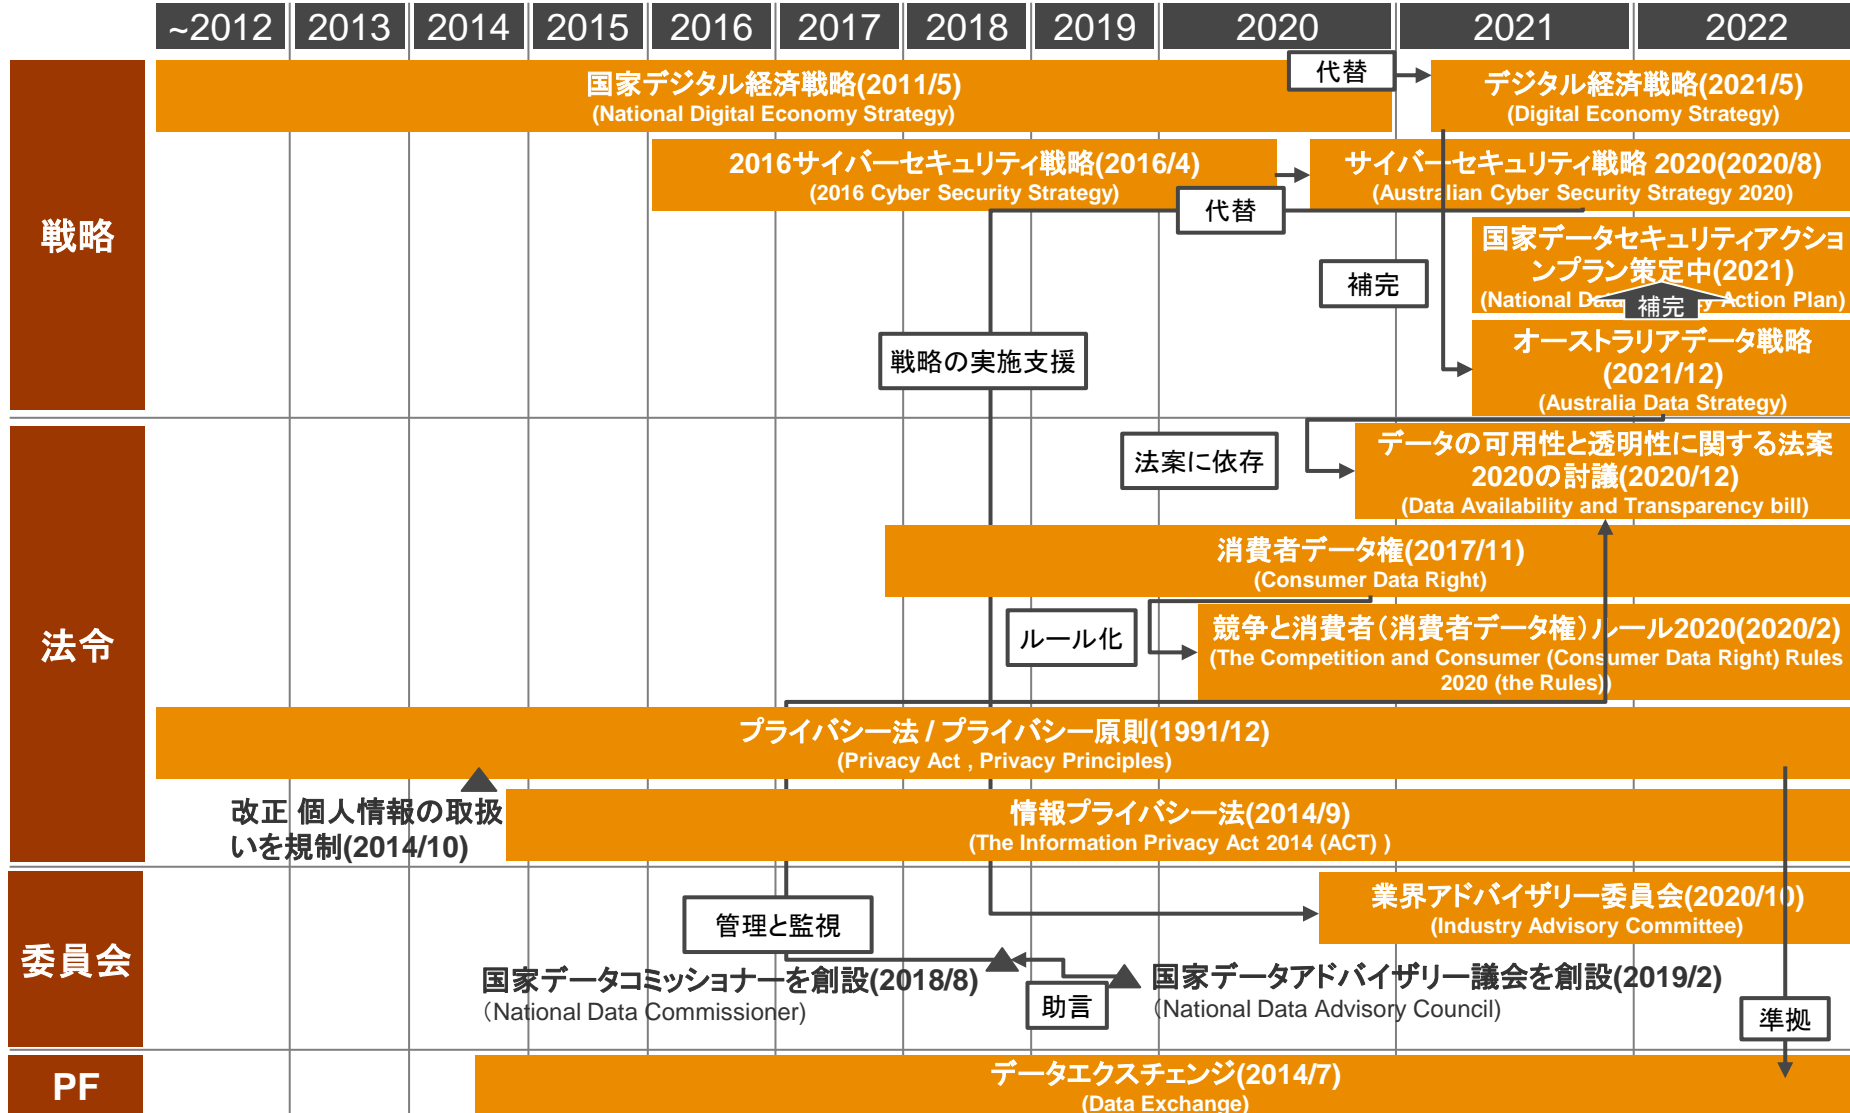 ~2012 2013 2014 2015 2016 2017 2018 2019 2020 2021 2022
戦略
国家デジタル経済戦略(2011/5)
(National Digital Economy Strategy)
代替
デジタル経済戦略(2021/5)
(Digital Economy Strategy)
2016サイバーセキュリティ戦略(2016/4)
(2016 Cyber Security Strategy)
代替
サイバーセキュリティ戦略 2020(2020/8)
(Australian Cyber Security Strategy 2020)
国家データセキュリティアクショ
ンプラン策定中(2021)
(National Data Action Plan)
補完
補完
戦略の実施支援
オーストラリアデータ戦略
(2021/12)
(Australia Data Strategy)
法令
法案に依存
データの可用性と透明性に関する法案
2020の討議(2020/12)
(Data Availability and Transparency bill)
消費者データ権(2017/11)
(Consumer Data Right)
ルール化
競争と消費者（消費者データ権）ルール2020(2020/2)
(The Competition and Consumer (Consumer Data Right) Rules
2020 (the Rules))
プライバシー法 / プライバシー原則(1991/12)
(Privacy Act , Privacy Principles)
改正 個人情報の取扱
いを規制(2014/10)
情報プライバシー法(2014/9)
(The Information Privacy Act 2014 (ACT) )
委員会
業界アドバイザリー委員会(2020/10)
(Industry Advisory Committee)
管理と監視
国家データコミッショナーを創設(2018/8)
（National Data Commissioner)
助言
国家データアドバイザリー議会を創設(2019/2)
（National Data Advisory Council)
準拠
PF
データエクスチェンジ(2014/7)
(Data Exchange)